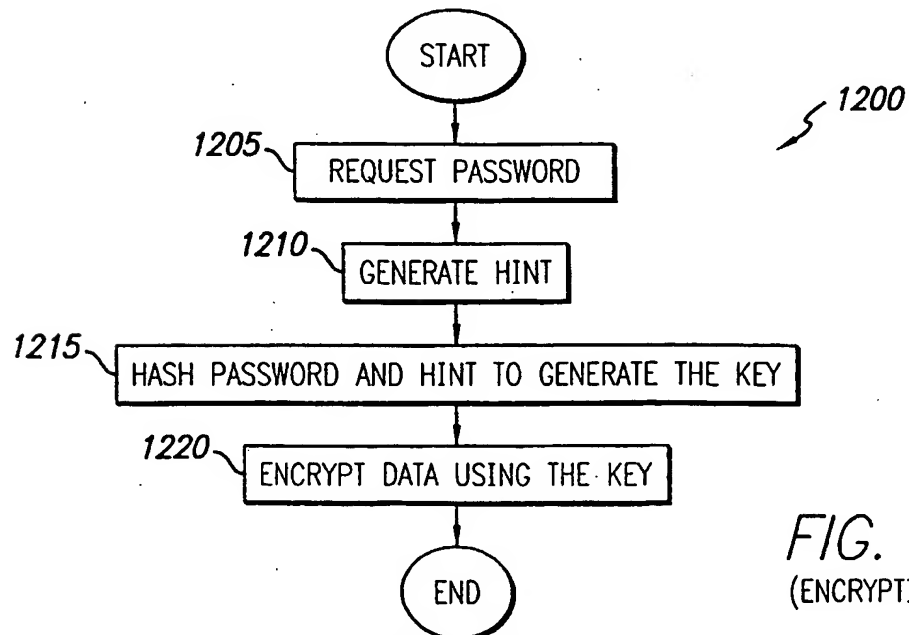 START
1200
1205
REQUEST PASSWORD
1210
GENERATE HINT
1215
HASH PASSWORD AND HINT TO GENERATE THE KEY
1220
ENCRYPT DATA USING THE KEY
FIG.
END